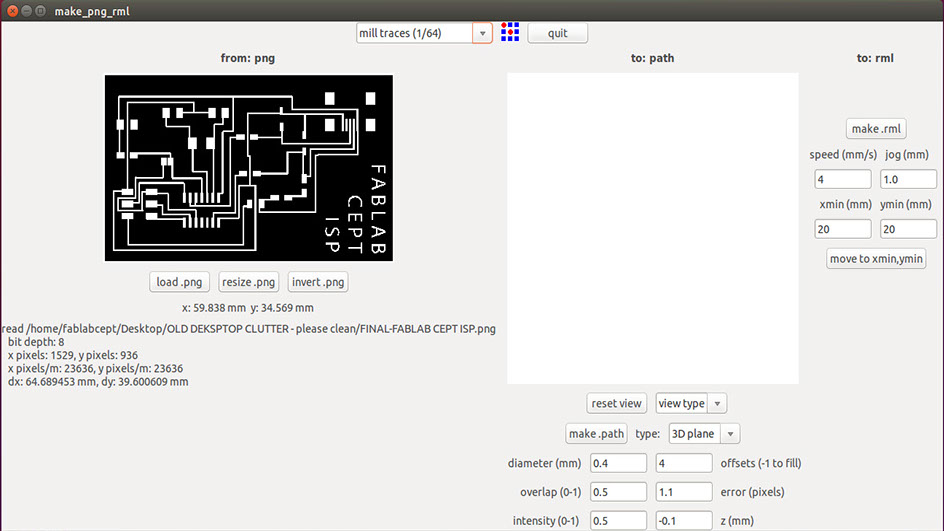 make_png_rml
mill traces (1/64)
quit
from: png
to: path
to: rml
FABLAB
CEPT
ISP
load .png
resize .png
invert .png
x: 59.838 mm  y: 34.569 mm
read /home/fablabcept/Desktop/OLD DEKSPTOP CLUTTER - please clean/FINAL-FABLAB CEPT ISP.png
bit depth: 8
x pixels: 1529, y pixels: 936
x pixels/m: 23636, y pixels/m: 23636
dx: 64.689453 mm, dy: 39.600609 mm
reset view
view type
make .path
type:
3D plane
diameter (mm) 0.4 4 offsets (-1 to fill)
overlap (0-1) 0.5 1.1 error (pixels)
intensity (0-1) 0.5 -0.1 z (mm)
make .rml
speed (mm/s) jog (mm)
4 1.0
xmin (mm) ymin (mm)
20 20
move to xmin,ymin